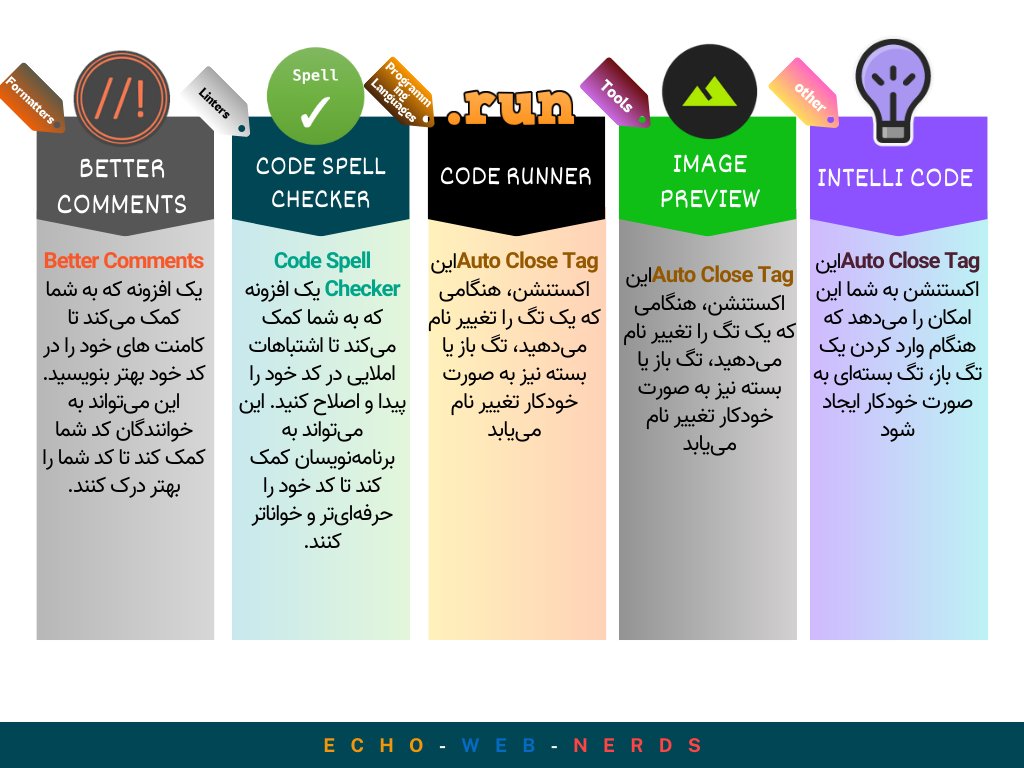 Formatters
BETTER
COMMENTS
Better Comments
یک افزونه که به شما
کمک می‌کند تا
کامنت های خود را در
کد خود بهتر بنویسید.
این می‌تواند به
خوانندگان کد شما
کمک کند تا کد شما را
بهتر درک کنند.
Linters
Spell
CODE SPELL
CHECKER
Code Spell
Checker یک افزونه
که به شما کمک
می‌کند تا اشتباهات
املایی در کد خود را
پیدا و اصلاح کنید. این
می‌تواند به
برنامه‌نویسان کمک
کند تا کد خود را
حرفه‌ای‌تر و خواناتر
کنند.
Programm
ing
Languages
.run
CODE RUNNER
Auto Close Tagاین
اکستنشن، هنگامی
که یک تگ را تغییر نام
می‌دهید، تگ باز یا
بسته نیز به صورت
خودکار تغییر نام
می‌یابد
Tools
IMAGE
PREVIEW
Auto Close Tagاین
اکستنشن، هنگامی
که یک تگ را تغییر نام
می‌دهید، تگ باز یا
بسته نیز به صورت
خودکار تغییر نام
می‌یابد
other
INTELLI CODE
Auto Close Tagاین
اکستنشن به شما این
امکان را می‌دهد که
هنگام وارد کردن یک
تگ باز، تگ بسته‌ای به
صورت خودکار ایجاد
شود
ECHO-WEB-NERDS